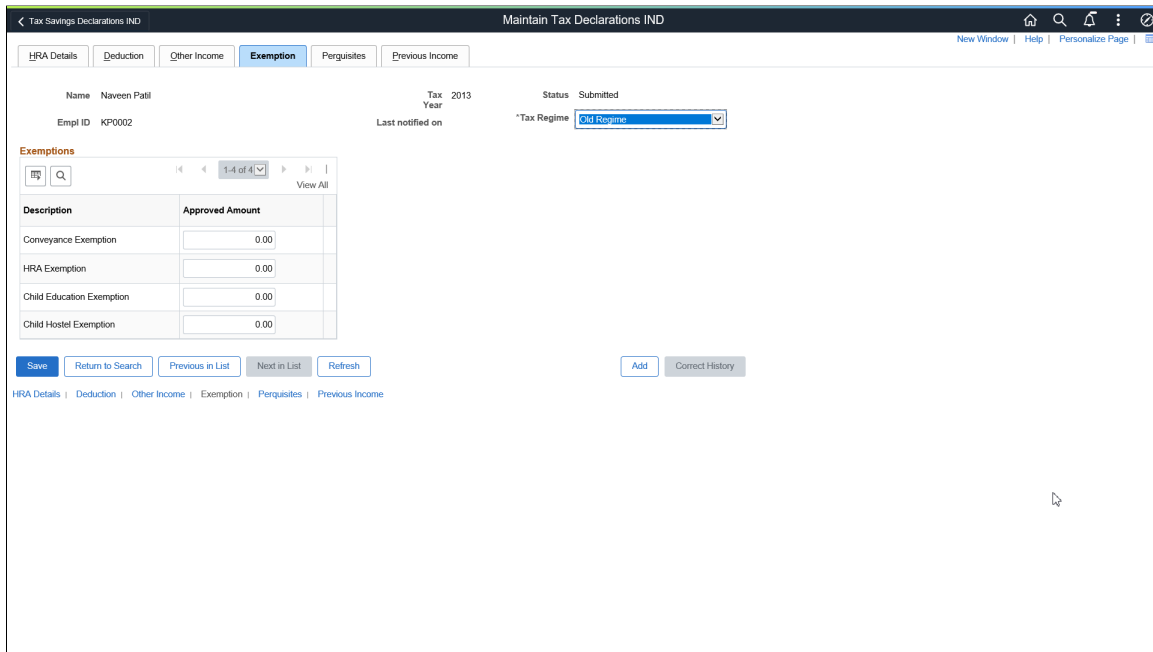 Tax Savings Declarations IND
Maintain Tax Declarations IND
New Window | Help | Personalize Page |
HRA Details
Deduction
Other Income
Exemption
Perquisites
Previous Income
Name Naveen Patil
Tax Year 2013
Status Submitted
Empl ID KP0002
Last notified on
*Tax Regime Old Regime
Exemptions
1-4 of 4
View All
Description Approved Amount
Conveyance Exemption 0.00
HRA Exemption 0.00
Child Education Exemption 0.00
Child Hostel Exemption 0.00
Save Return to Search Previous in List Next in List Refresh Add Correct History
HRA Details | Deduction | Other Income | Exemption | Perquisites | Previous Income